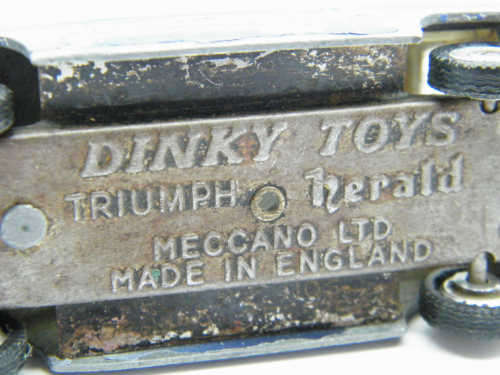 DINKY TOYS
TRIUMPH Herald
MECCANO LTD
MADE IN ENGLAND